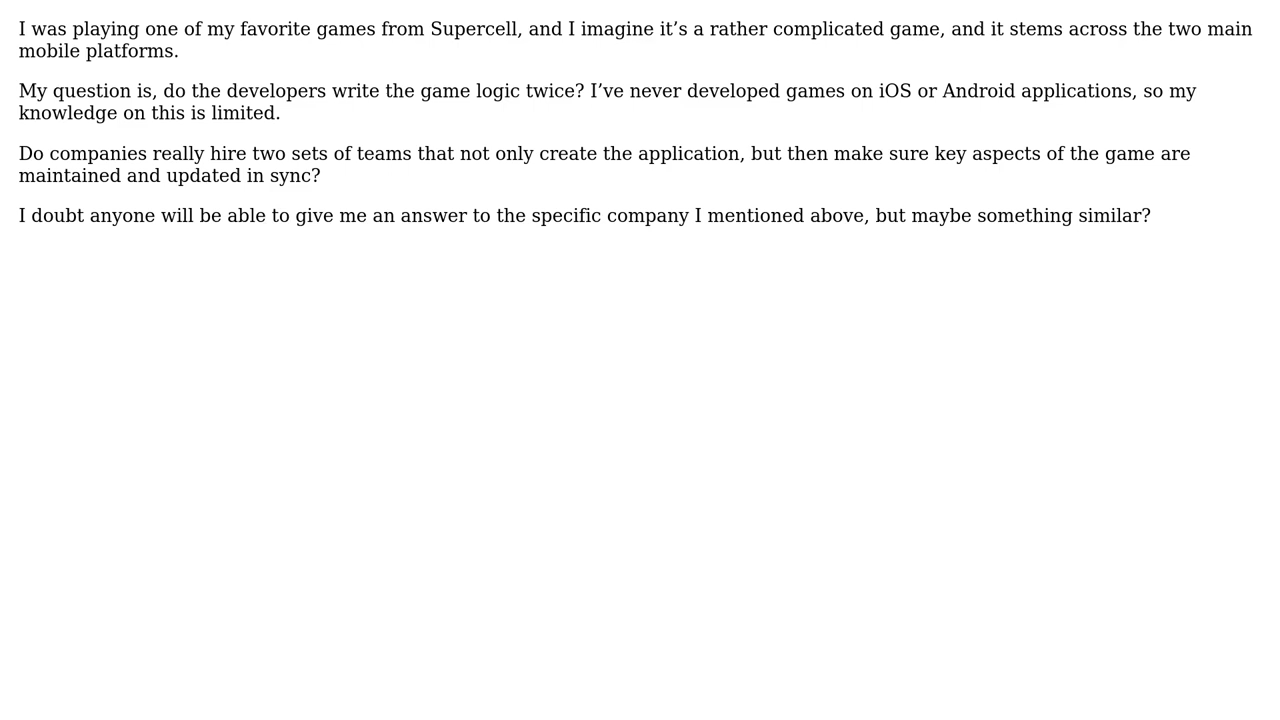 I was playing one of my favorite games from Supercell, and I imagine it’s a rather complicated game, and it stems across the two main
mobile platforms.
My question is, do the developers write the game logic twice? I’ve never developed games on iOS or Android applications, so my
knowledge on this is limited.
Do companies really hire two sets of teams that not only create the application, but then make sure key aspects of the game are
maintained and updated in sync?
I doubt anyone will be able to give me an answer to the specific company I mentioned above, but maybe something similar?